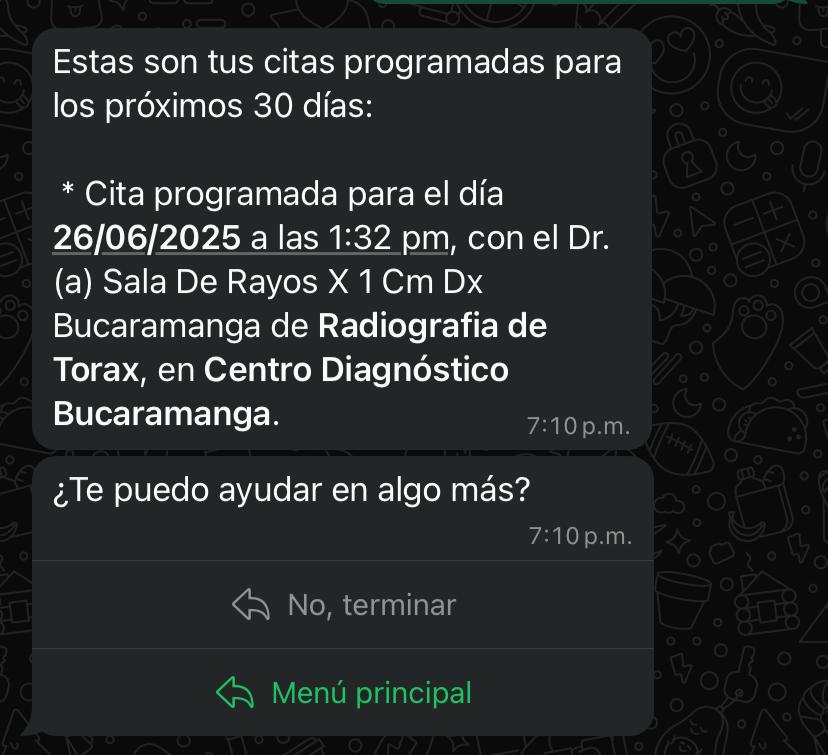 Estas son tus citas programadas para
los próximos 30 días:
* Cita programada para el día
26/06/2025 a las 1:32 pm, con el Dr.
(a) Sala De Rayos X 1 Cm Dx
Bucaramanga de Radiografia de
Torax, en Centro Diagnóstico
Bucaramanga.
7:10 p.m.
¿Te puedo ayudar en algo más?
7:10 p.m.
No, terminar
Menú principal